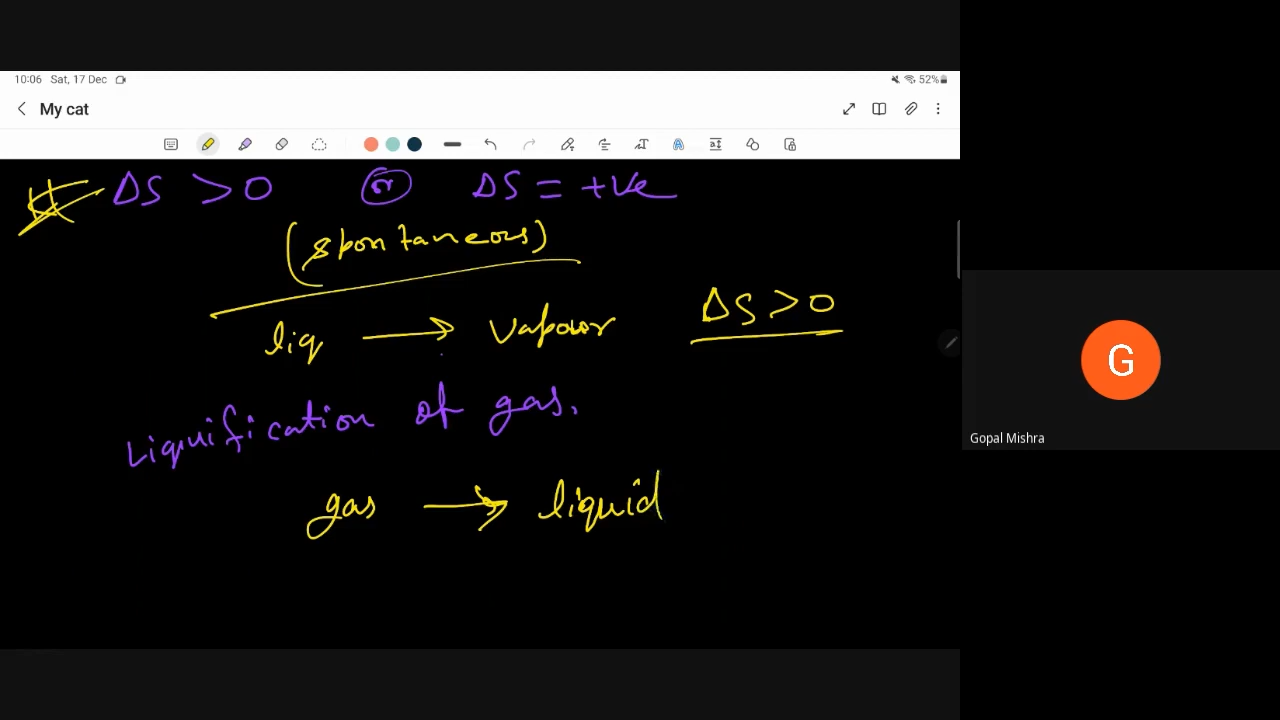 10:06 Sat, 17 Dec
52%
My cat
ΔS > 0 or ΔS = +ve
(spontaneous)
liq → vapour ΔS > 0
Liquification of gas.
gas → liquid
G
Gopal Mishra